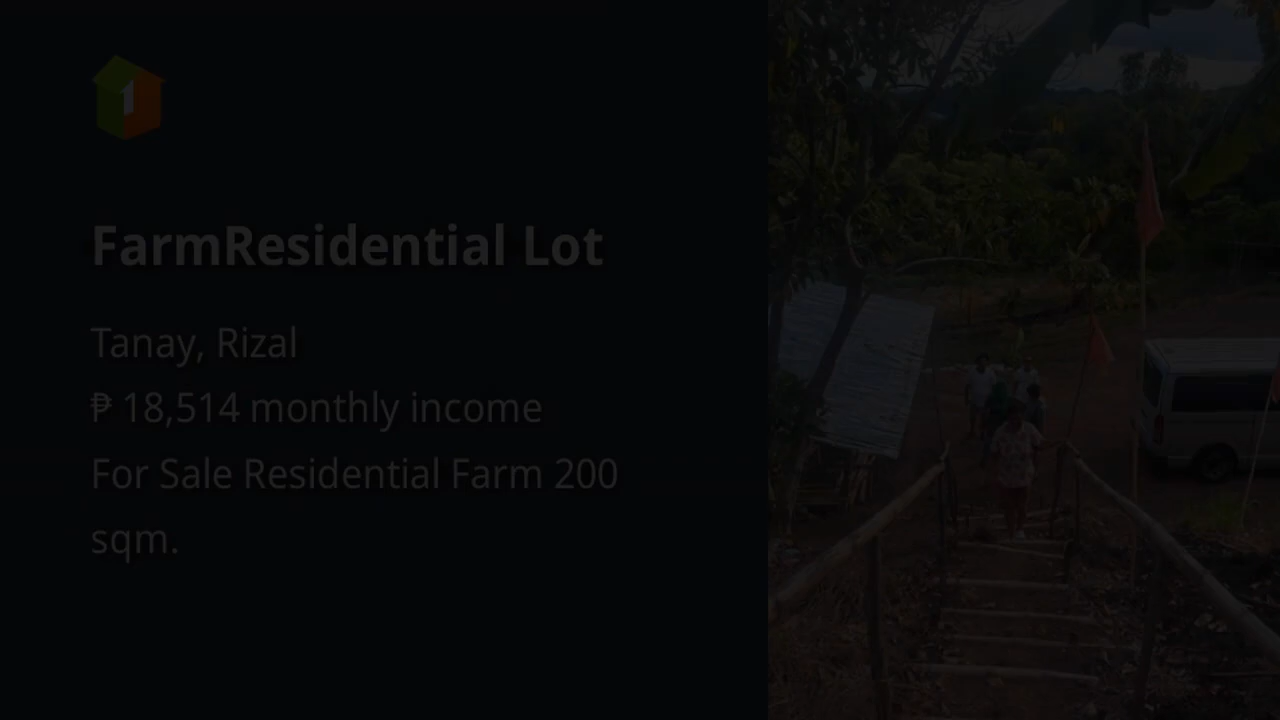 FarmResidential Lot
Tanay, Rizal
₱ 18,514 monthly income
For Sale Residential Farm 200
sqm.